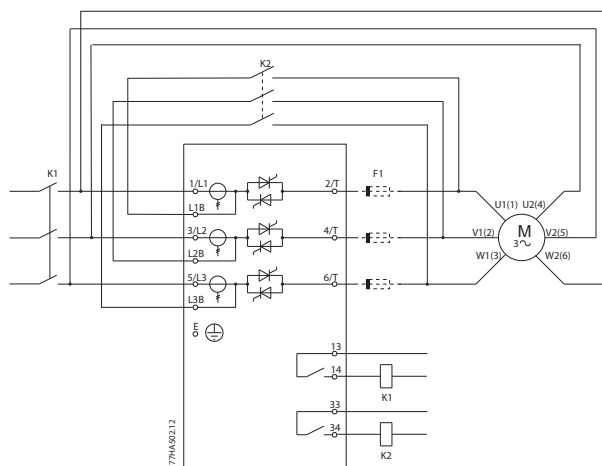 K2
K1
F1
1/L1
2/T
L1B
U1(1) U2(4)
3/L2
4/T
V1(2)
M
3~
V2(5)
L2B
W1(3)
W2(6)
5/L3
6/T
L3B
E
13
14
K1
33
34
K2
177HA502.12